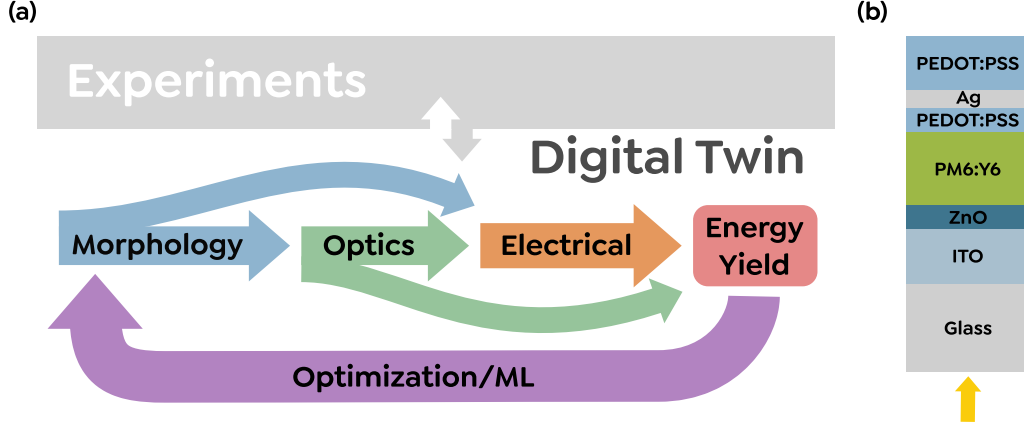 (a)
Experiments
Digital Twin
Morphology
Optics
Electrical
Energy
Yield
Optimization/ML
(b)
PEDOT:PSS
Ag
PEDOT:PSS
PM6:Y6
ZnO
ITO
Glass